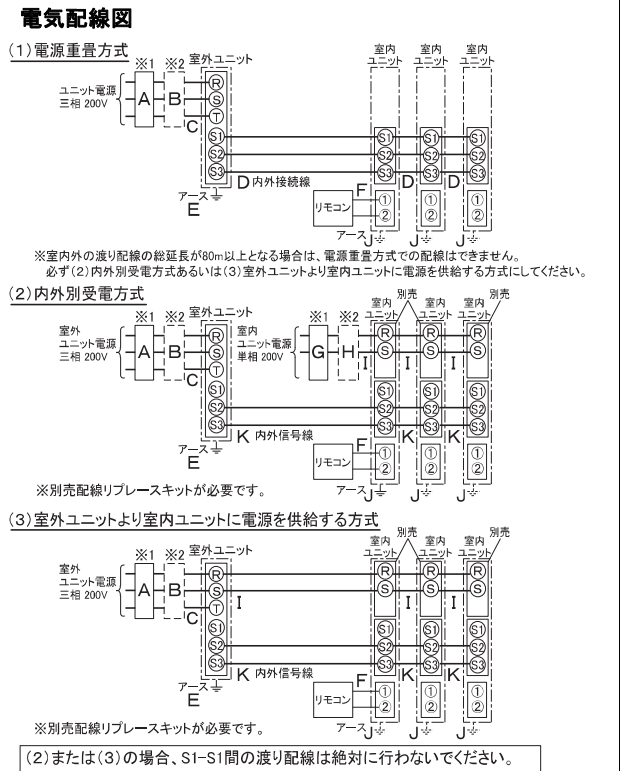 電気配線図
(1)電源重畳方式
※1 ※2 室外ユニット
室内 室内 室内
ユニット ユニット ユニット
ユニット電源
三相 200V
A B C
R
S
T
S1 S1 S1 S1
S2 S2 S2 S2
S3 S3 S3 S3
D 内外接続線 D D
アース
E
リモコン F
① ① ①
② ② ②
アース J J J
※室内外の渡り配線の総延長が80m以上となる場合は、電源重畳方式での配線はできません。
必ず(2)内外別受電方式あるいは(3)室外ユニットより室内ユニットに電源を供給する方式にしてください。
(2)内外別受電方式
※1 ※2 室外ユニット
※1 ※2
室内 別売 室内 室内 別売
ユニット ユニット ユニット
室外
ユニット電源
三相 200V
A B C
室内
ユニット電源
単相 200V
G H I I I
R R R R
S S S S
T
S1 S1 S1 S1
S2 S2 S2 S2
S3 S3 S3 S3
K 内外信号線 K K
アース
E
リモコン F
① ① ①
② ② ②
アース J J J
※別売配線リプレースキットが必要です。
(3)室外ユニットより室内ユニットに電源を供給する方式
※1 ※2 室外ユニット
室内 別売 室内 室内 別売
ユニット ユニット ユニット
室外
ユニット電源
三相 200V
A B C
R R R R
S S S S
T I I I
S1 S1 S1 S1
S2 S2 S2 S2
S3 S3 S3 S3
K 内外信号線 K K
アース
E
リモコン F
① ① ①
② ② ②
アース J J J
※別売配線リプレースキットが必要です。
(2)または(3)の場合、S1-S1間の渡り配線は絶対に行わないでください。